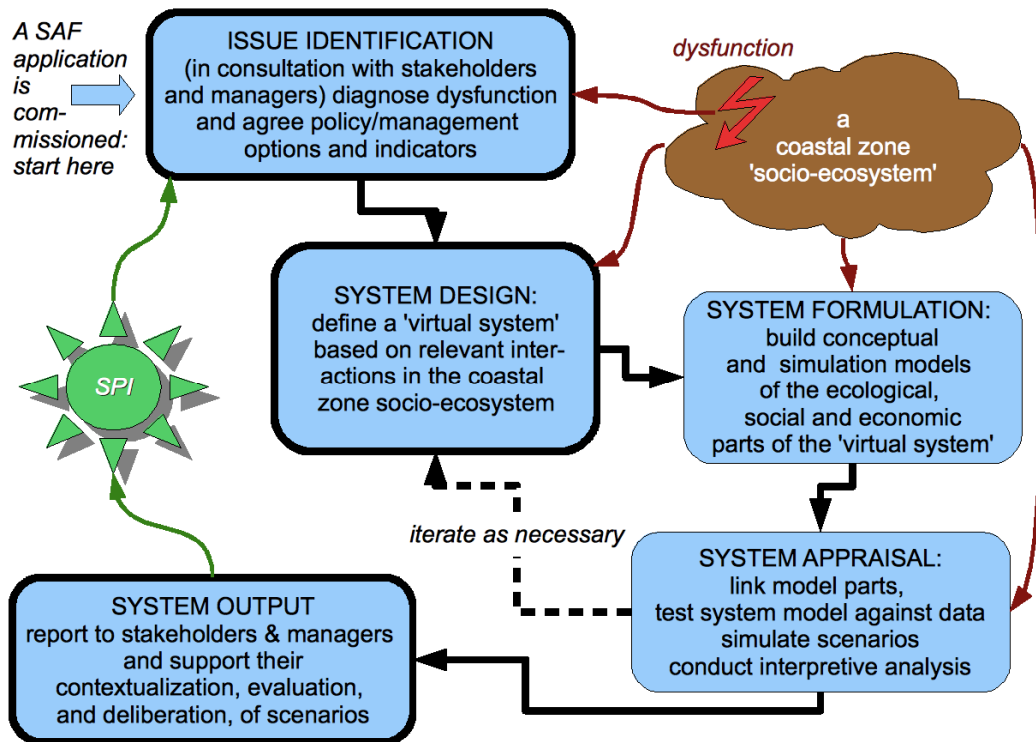 A SAF
application
is
com-
missioned:
start here
ISSUE IDENTIFICATION
(in consultation with stakeholders
and managers) diagnose dysfunction
and agree policy/management
options and indicators
dysfunction
a
coastal zone
'socio-ecosystem'
SYSTEM DESIGN:
define a 'virtual system'
based on relevant inter-
actions in the coastal
zone socio-ecosystem
SYSTEM FORMULATION:
build conceptual
and simulation models
of the ecological,
social and economic
parts of the 'virtual system'
SPI
iterate as necessary
SYSTEM APPRAISAL:
link model parts,
test system model against data
simulate scenarios
conduct interpretive analysis
SYSTEM OUTPUT
report to stakeholders & managers
and support their
contextualization, evaluation,
and deliberation, of scenarios